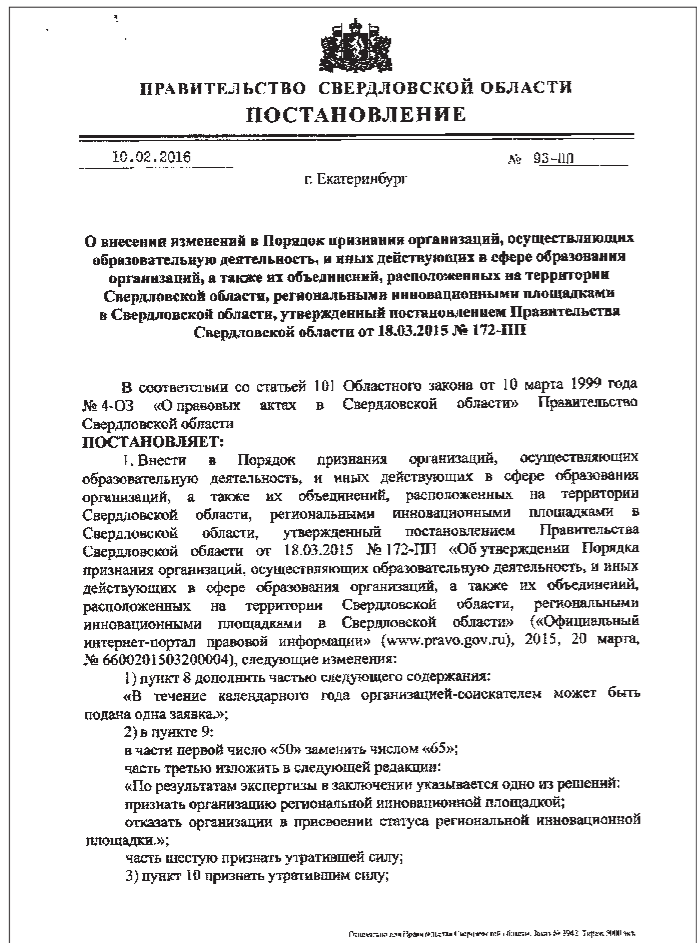 ПРАВИТЕЛЬСТВО СВЕРДЛОВСКОЙ ОБЛАСТИ
ПОСТАНОВЛЕНИЕ
10.02.2016 № 93-ПП
г. Екатеринбург
О внесении изменений в Порядок признания организаций, осуществляющих
образовательную деятельность, и иных действующих в сфере образования
организаций, а также их объединений, расположенных на территории
Свердловской области, региональными инновационными площадками
в Свердловской области, утвержденный постановлением Правительства
Свердловской области от 18.03.2015 № 172-ПП
В соответствии со статьей 101 Областного закона от 10 марта 1999 года
№ 4-ОЗ «О правовых актах в Свердловской области» Правительство
Свердловской области
ПОСТАНОВЛЯЕТ:
1. Внести в Порядок признания организаций, осуществляющих
образовательную деятельность, и иных действующих в сфере образования
организаций, а также их объединений, расположенных на территории
Свердловской области, региональными инновационными площадками в
Свердловской области, утвержденный постановлением Правительства
Свердловской области от 18.03.2015 № 172-ПП «Об утверждении Порядка
признания организаций, осуществляющих образовательную деятельность, и иных
действующих в сфере образования организаций, а также их объединений,
расположенных на территории Свердловской области, региональными
инновационными площадками в Свердловской области» («Официальный
интернет-портал правовой информации» (www.pravo.gov.ru), 2015, 20 марта,
№ 6600201503200004), следующие изменения:
1) пункт 8 дополнить частью следующего содержания:
«В течение календарного года организацией-соискателем может быть
подана одна заявка.»;
2) в пункте 9:
в части первой число «50» заменить числом «65»;
часть третью изложить в следующей редакции:
«По результатам экспертизы в заключении указывается одно из решений:
признать организацию региональной инновационной площадкой;
отказать организации в присвоении статуса региональной инновационной
площадки.»;
часть шестую признать утратившей силу;
3) пункт 10 признать утратившим силу;
для Правительства Свердловской области. Заказ № 3942. Тираж 5000 экз.